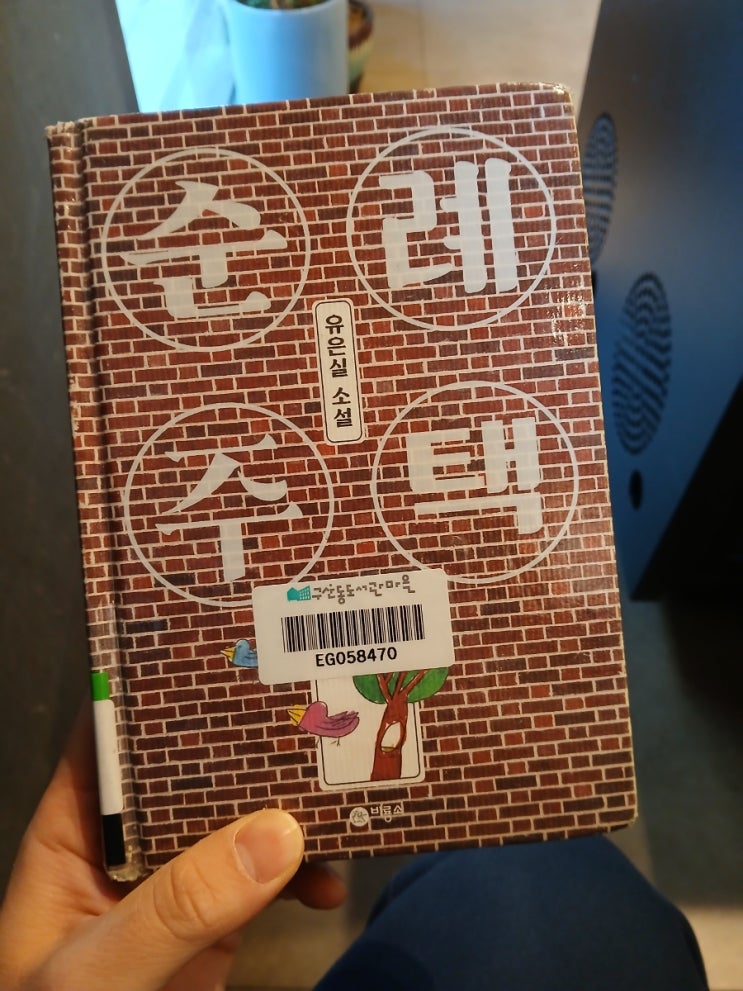 순 례
유은실 소설
주 택
구산동도서관마을
EG058470
비룡소